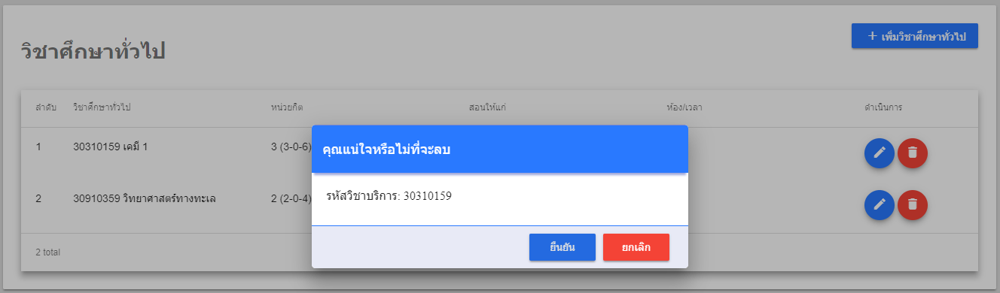 + เพิ่มวิชาศึกษาทั่วไป
วิชาศึกษาทั่วไป
ลำดับ วิชาศึกษาทั่วไป หน่วยกิต สอนให้แก่ ห้อง/เวลา ดำเนินการ
1 30310159 เคมี 1 3 (3-0-6)
2 30910359 วิทยาศาสตร์ทางทะเล 2 (2-0-4)
2 total
คุณแน่ใจหรือไม่ที่จะลบ
รหัสวิชาบริการ: 30310159
ยืนยัน ยกเลิก